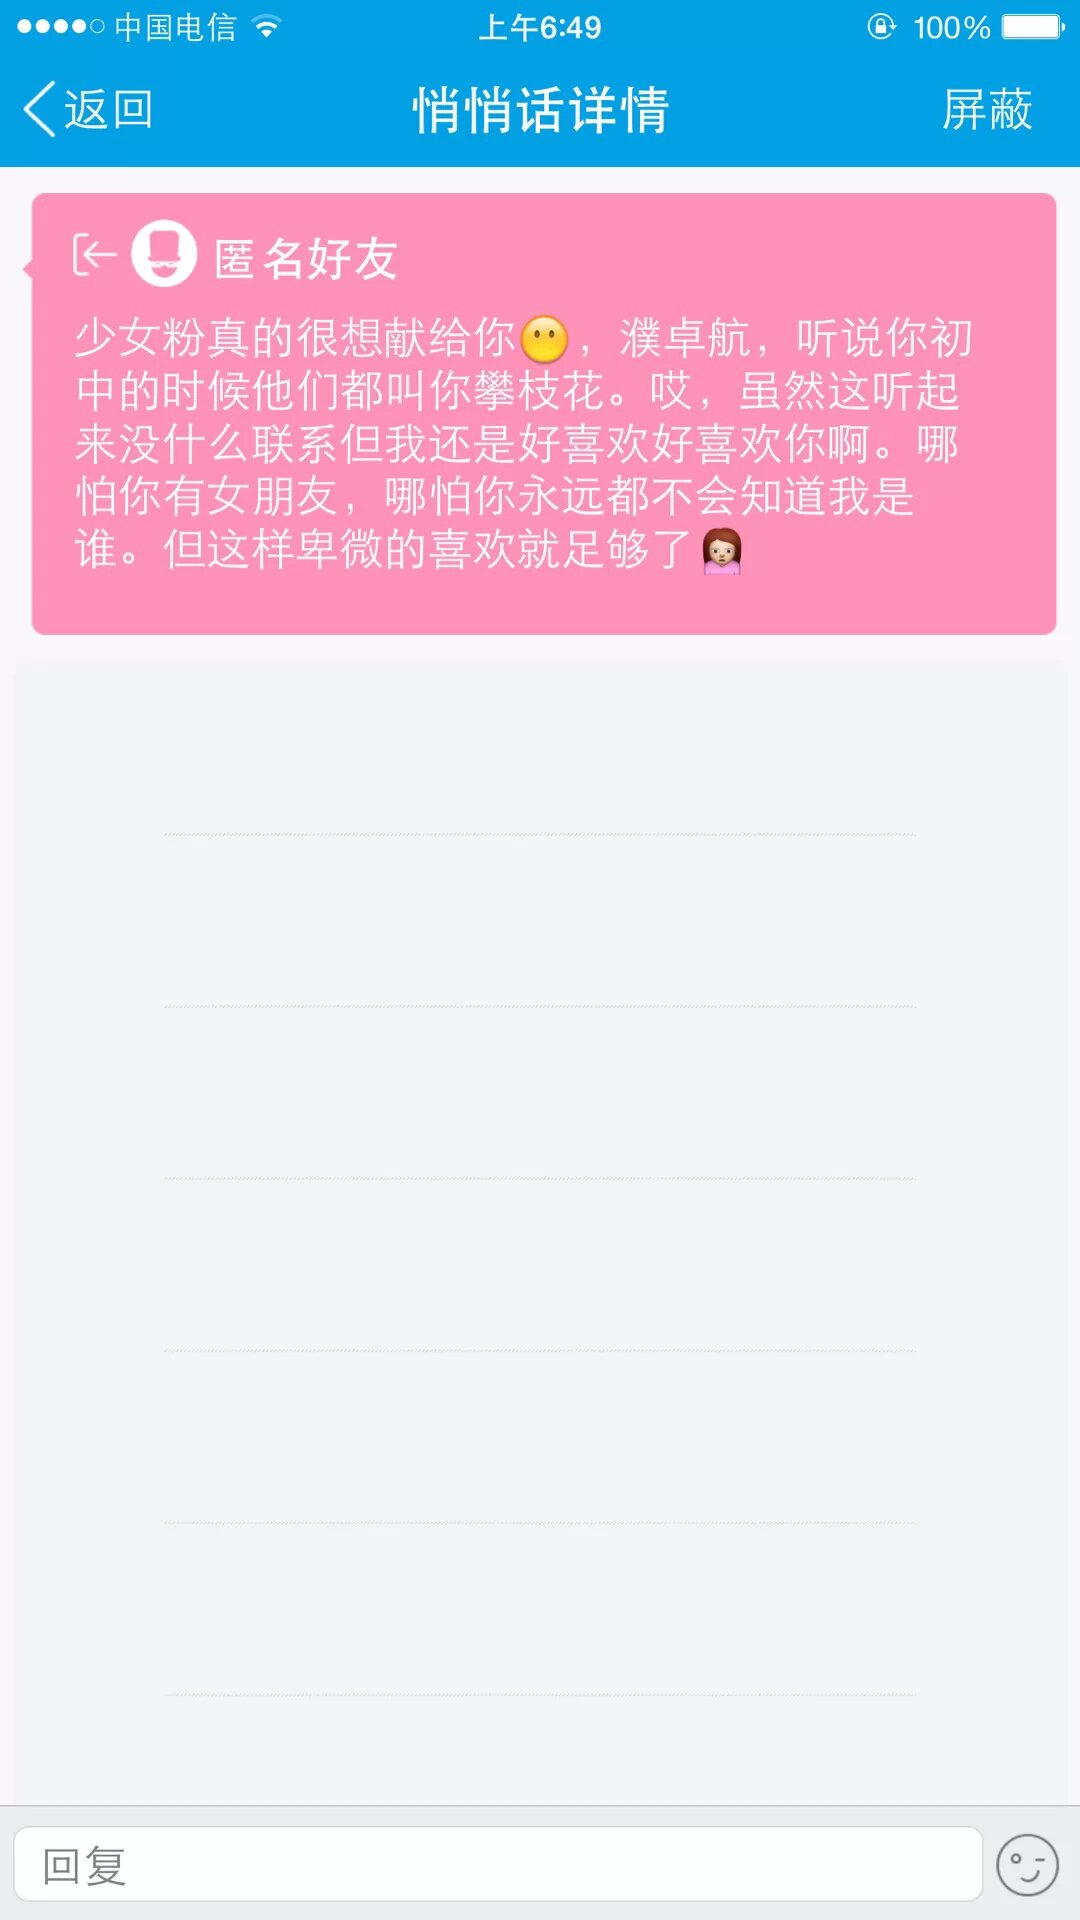 中国电信 上午6:49 100%
返回 悄悄话详情 屏蔽
匿名好友
少女粉真的很想献给你😶，濮卓航，听说你初
中的时候他们都叫你攀枝花。哎，虽然这听起
来没什么联系但我还是好喜欢好喜欢你啊。哪
怕你有女朋友，哪怕你永远都不会知道我是
谁。但这样卑微的喜欢就足够了🙍
回复